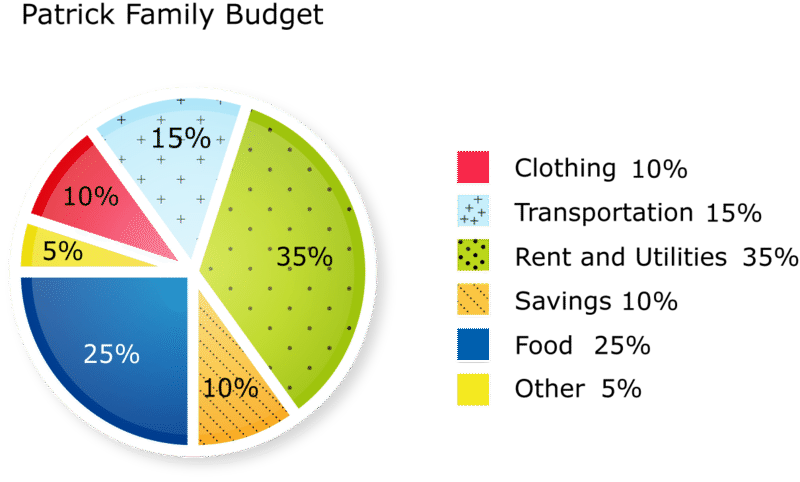 Patrick Family Budget
15%
10%
35%
5%
25%
10%
Clothing 10%
Transportation 15%
Rent and Utilities 35%
Savings 10%
Food 25%
Other 5%